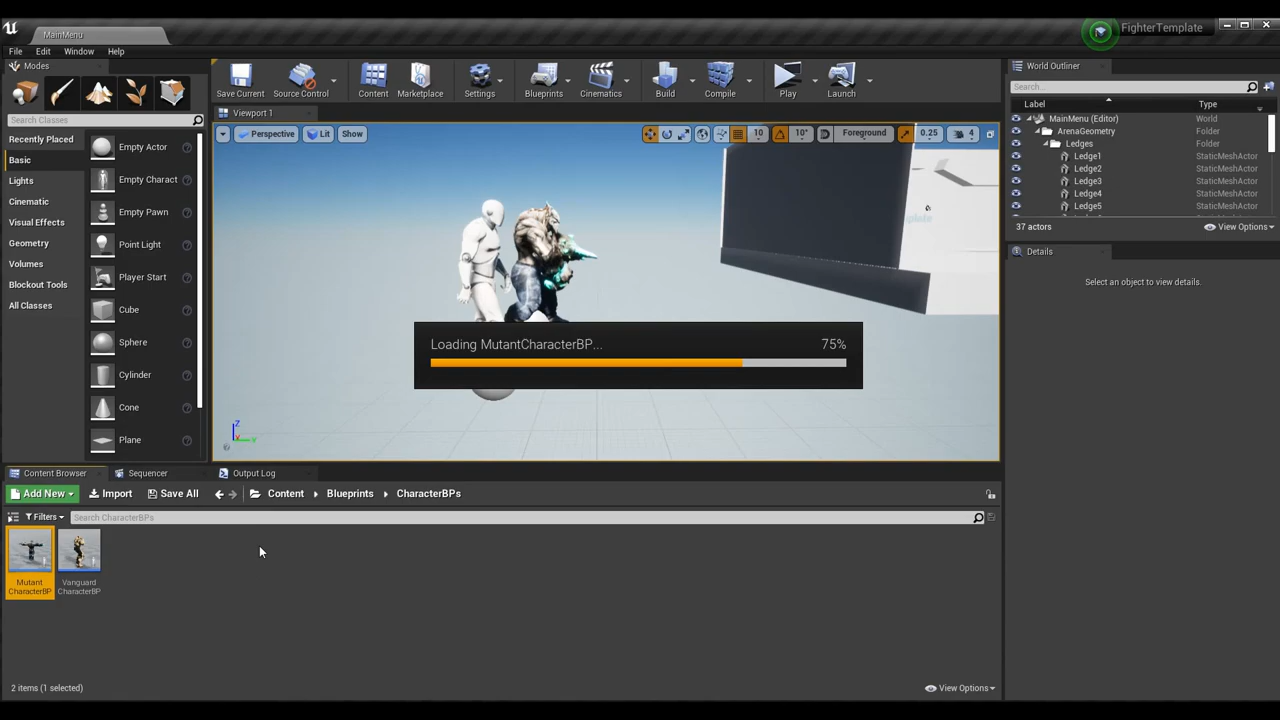 MainMenu
FighterTemplate
File Edit Window Help
Modes
Search Classes
Recently Placed
Basic
Lights
Cinematic
Visual Effects
Geometry
Volumes
Blockout Tools
All Classes
Empty Actor
Empty Charact
Empty Pawn
Point Light
Player Start
Cube
Sphere
Cylinder
Cone
Plane
Save Current Source Control Content Marketplace Settings Blueprints Cinematics Build Compile Play Launch
Viewport 1
Perspective Lit Show 10 10° Foreground 0.25 4
plate
Z
Loading MutantCharacterBP... 75%
World Outliner
Search...
Label Type
MainMenu (Editor) World
ArenaGeometry Folder
Ledges Folder
Ledge1 StaticMeshActor
Ledge2 StaticMeshActor
Ledge3 StaticMeshActor
Ledge4 StaticMeshActor
Ledge5 StaticMeshActor
37 actors View Options
Details
Select an object to view details.
Content Browser Sequencer Output Log
Add New Import Save All Content Blueprints CharacterBPs
Filters Search CharacterBPs
Mutant
CharacterBP
Vanguard
CharacterBP
2 items (1 selected) View Options